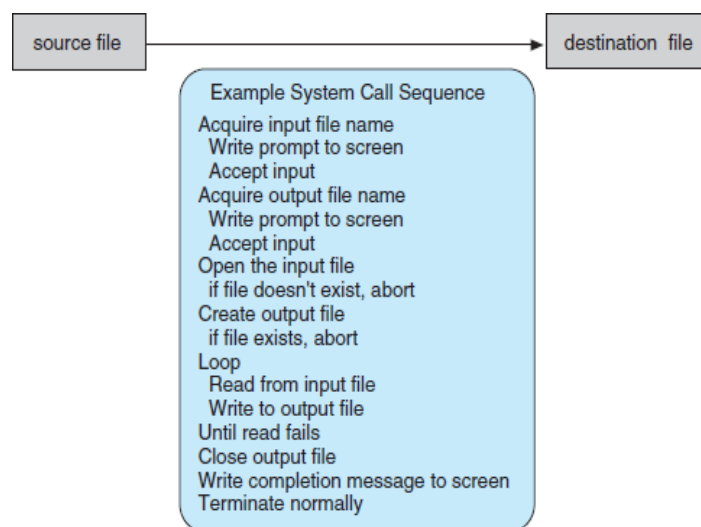 source file
destination file
Example System Call Sequence
Acquire input file name
Write prompt to screen
Accept input
Acquire output file name
Write prompt to screen
Accept input
Open the input file
if file doesn't exist, abort
Create output file
if file exists, abort
Loop
Read from input file
Write to output file
Until read fails
Close output file
Write completion message to screen
Terminate normally